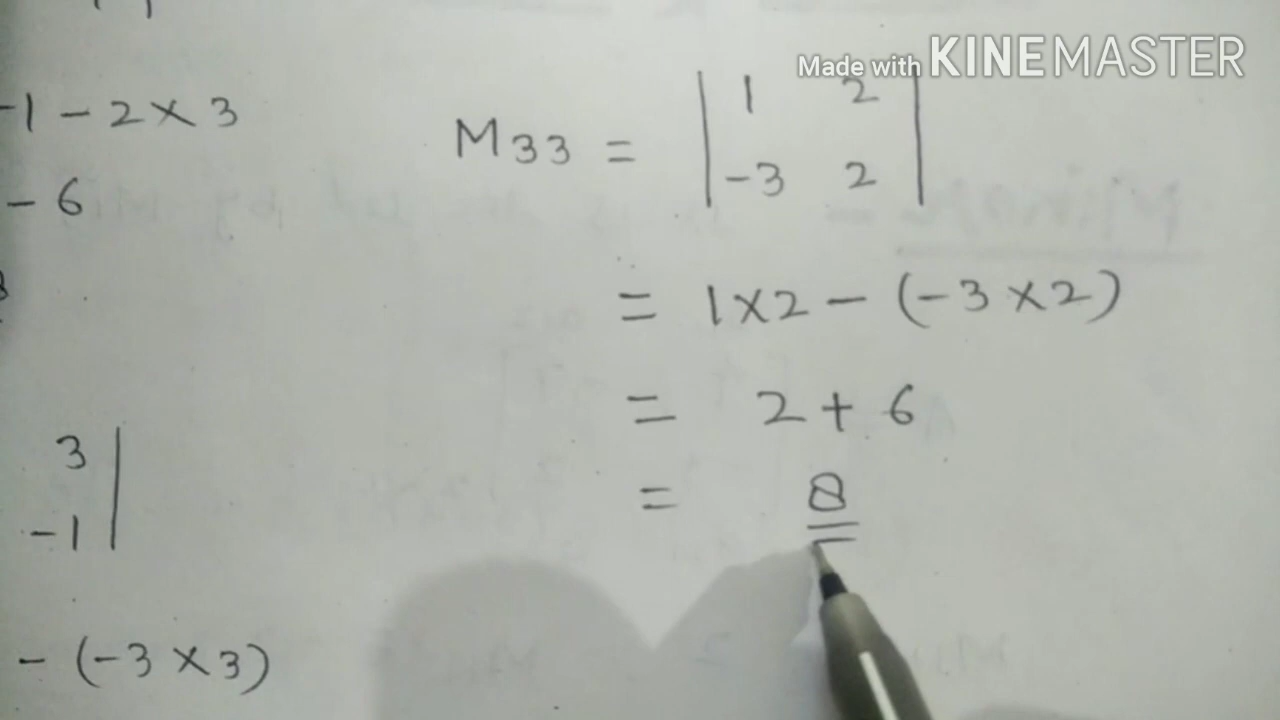 Made with KINEMASTER
-1 - 2 × 3
- 6
3
-1
- (-3 × 3)
M33 = | 1 2 |
| -3 2 |
= 1×2 - (-3 ×2)
= 2 + 6
= 8